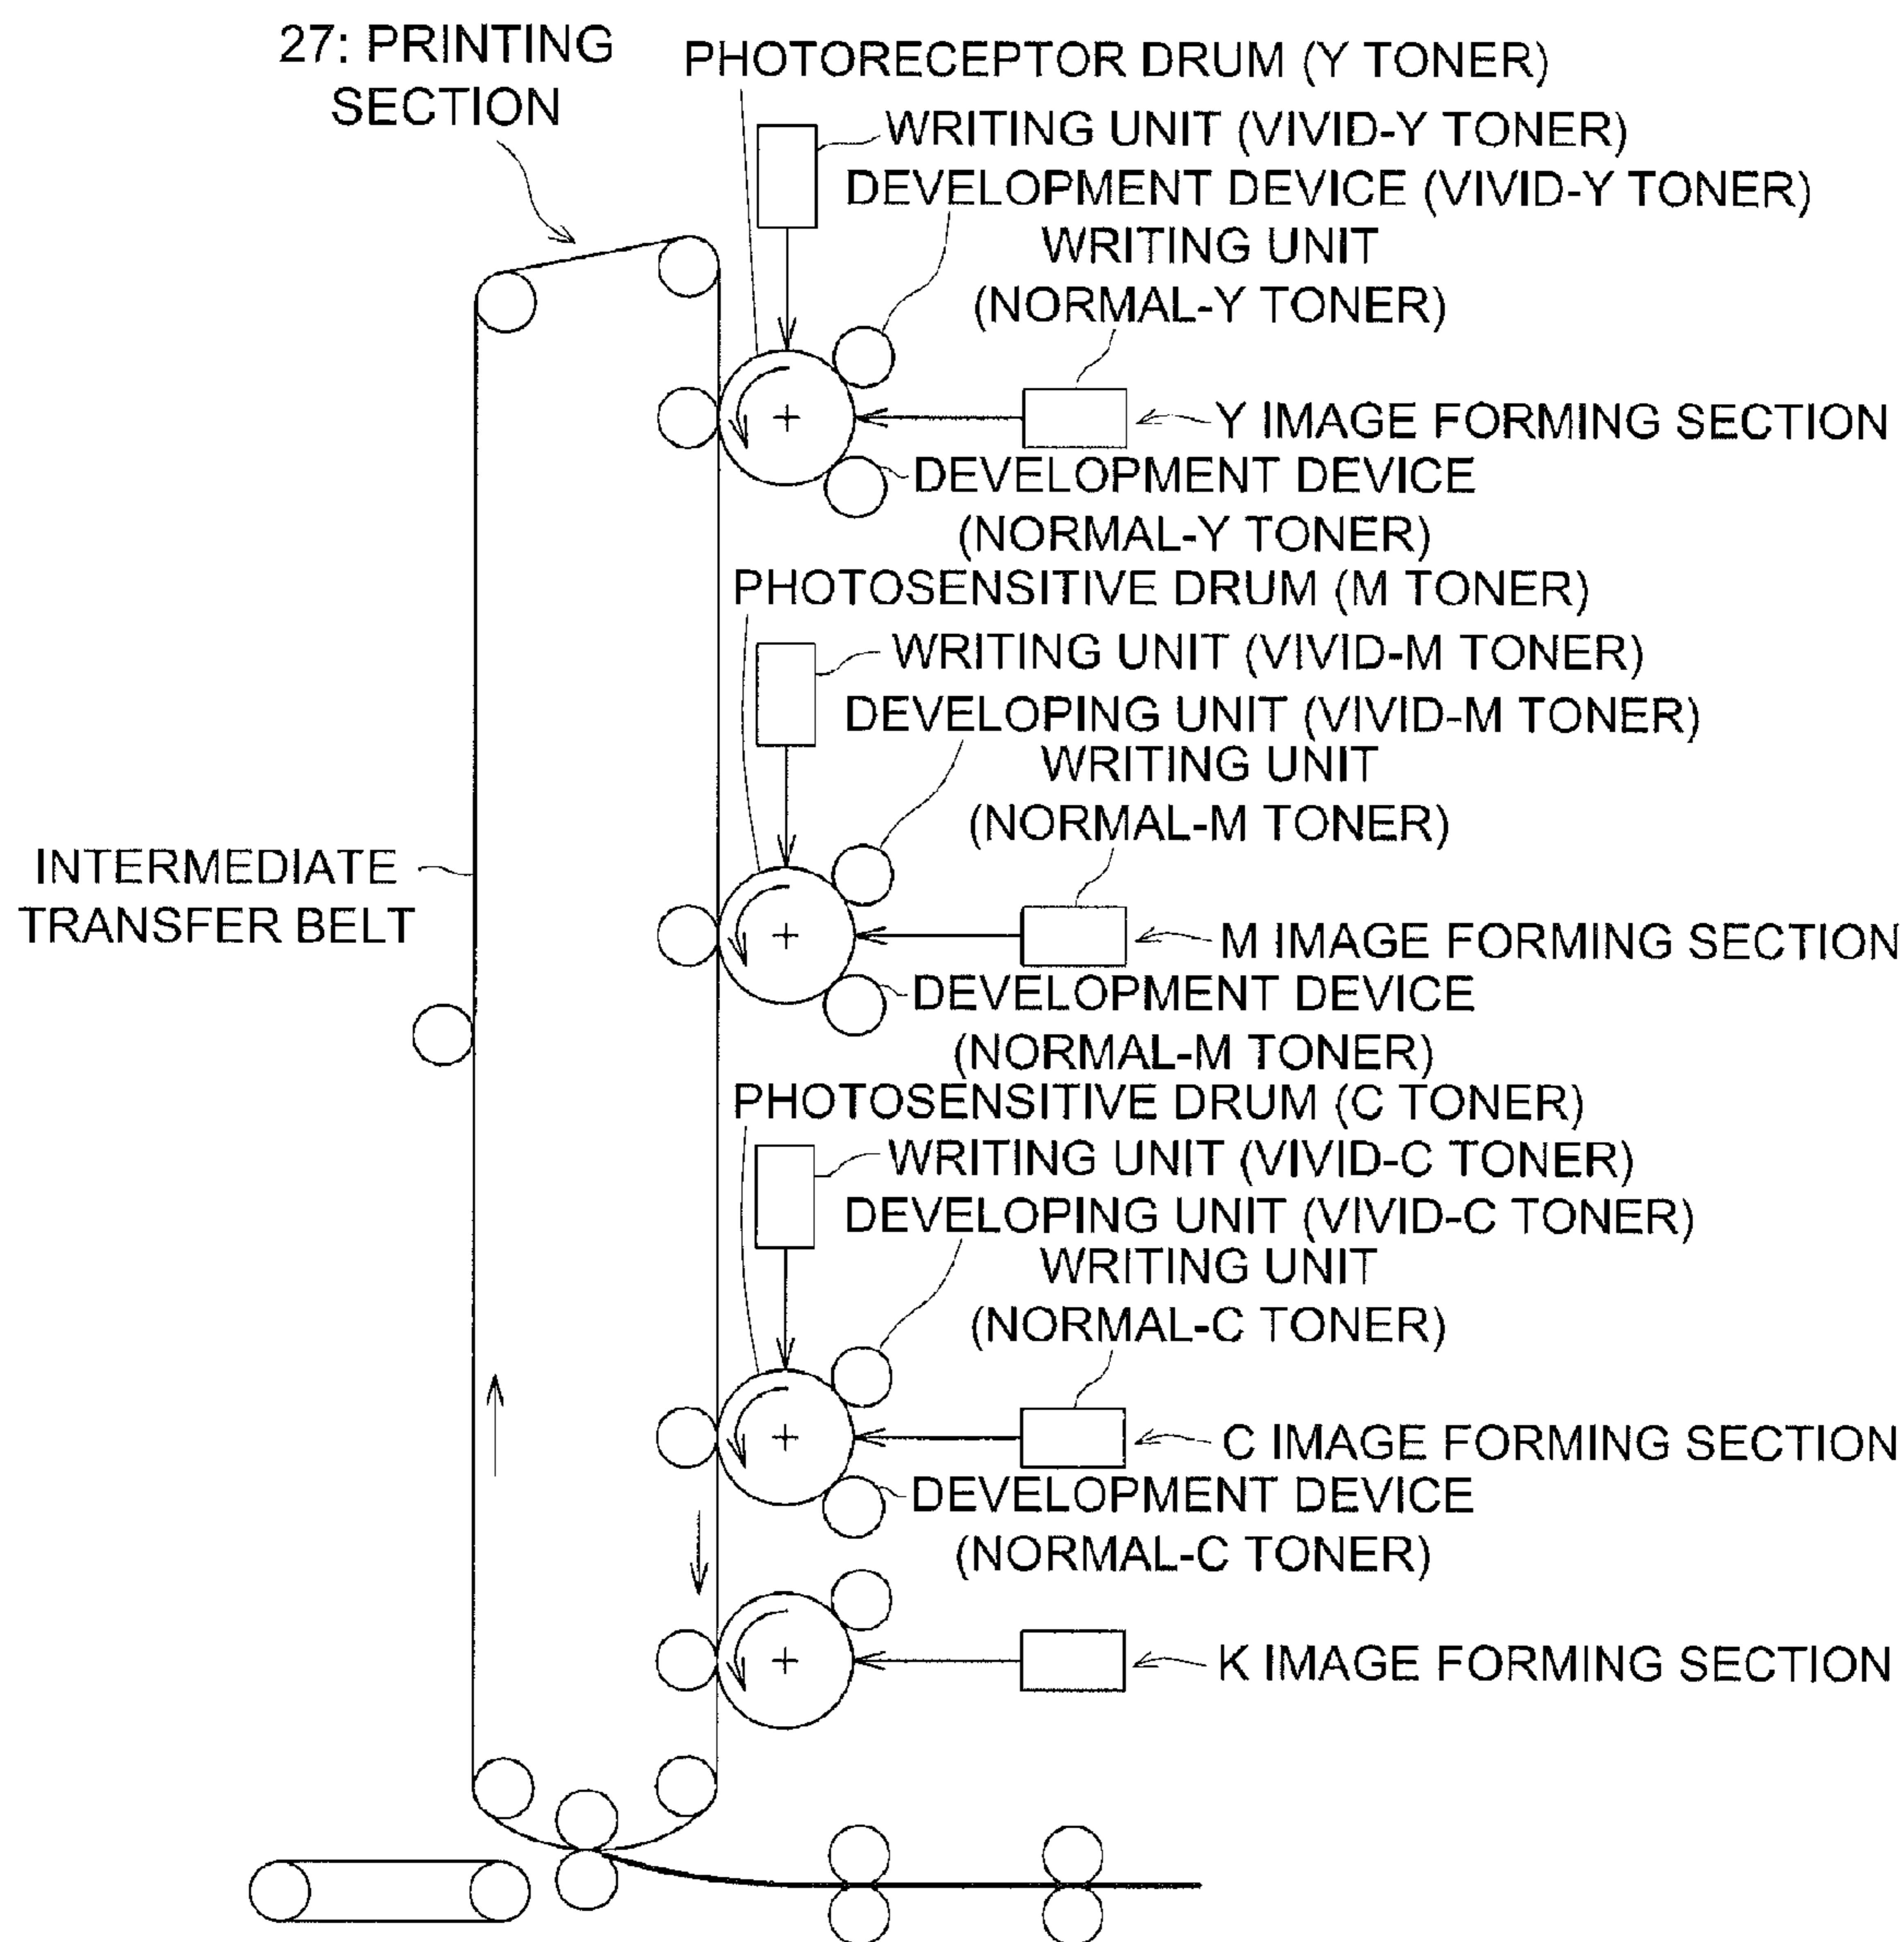 27: PRINTING
SECTION
PHOTORECEPTOR DRUM (Y TONER)
WRITING UNIT (VIVID-Y TONER)
DEVELOPMENT DEVICE (VIVID-Y TONER)
WRITING UNIT
(NORMAL-Y TONER)
Y IMAGE FORMING SECTION
DEVELOPMENT DEVICE
(NORMAL-Y TONER)
PHOTOSENSITIVE DRUM (M TONER)
WRITING UNIT (VIVID-M TONER)
DEVELOPING UNIT (VIVID-M TONER)
WRITING UNIT
(NORMAL-M TONER)
INTERMEDIATE
TRANSFER BELT
M IMAGE FORMING SECTION
DEVELOPMENT DEVICE
(NORMAL-M TONER)
PHOTOSENSITIVE DRUM (C TONER)
WRITING UNIT (VIVID-C TONER)
DEVELOPING UNIT (VIVID-C TONER)
WRITING UNIT
(NORMAL-C TONER)
C IMAGE FORMING SECTION
DEVELOPMENT DEVICE
(NORMAL-C TONER)
K IMAGE FORMING SECTION